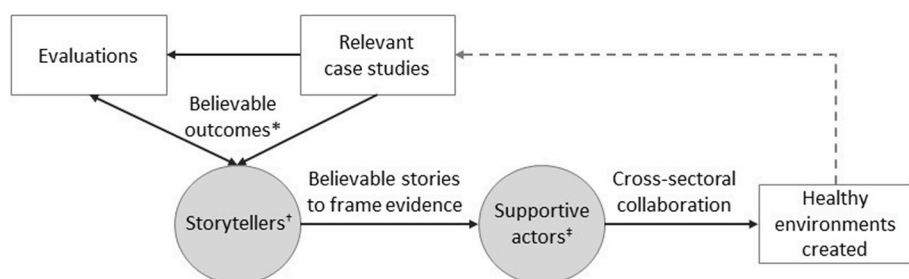 Evaluations
Relevant
case studies
Believable
outcomes*
Storytellers†
Believable stories
to frame evidence
Supportive
actors‡
Cross-sectoral
collaboration
Healthy
environments
created